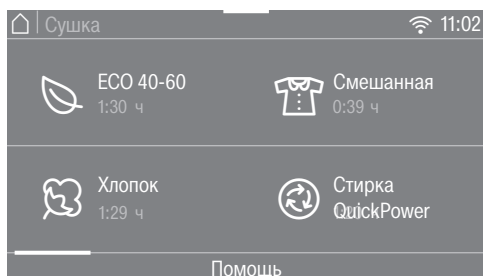 Сушка 11:02
ECO 40-60
1:30 ч
Смешанная
0:39 ч
Хлопок
1:29 ч
Стирка
QuickPower
Помощь